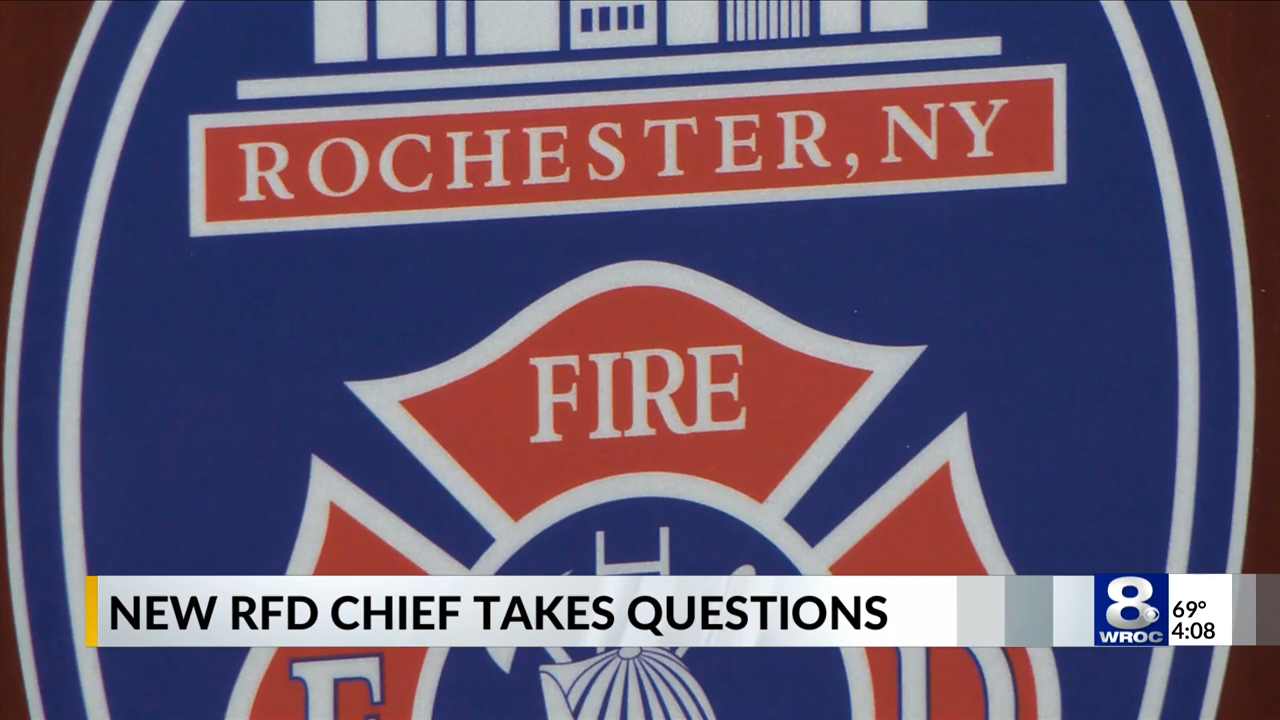 ROCHESTER, NY
FIRE
F D
NEW RFD CHIEF TAKES QUESTIONS
8
WROC
69°
4:08